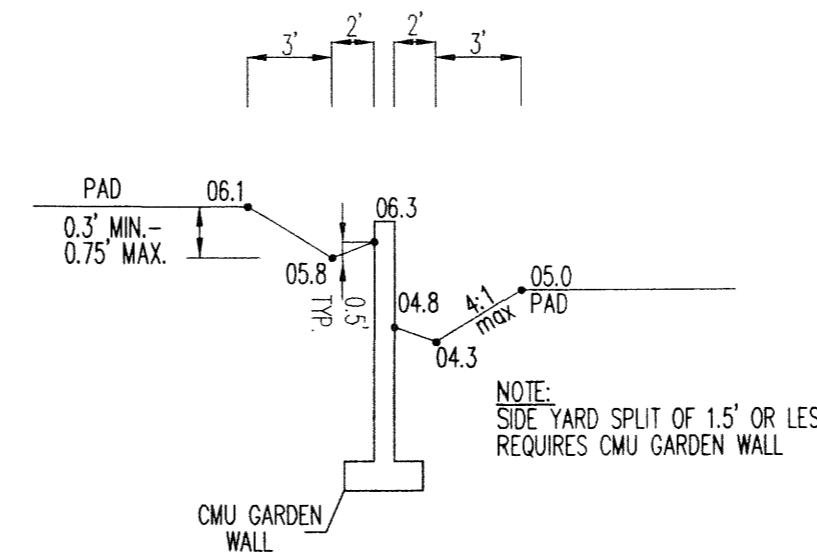 3' 2' 2' 3'
PAD
06.1
0.3' MIN.-
0.75' MAX.
05.8
0.5'
TYP.
06.3
04.8
04.3
4:1
max
05.0
PAD
NOTE:
SIDE YARD SPLIT OF 1.5' OR LES
REQUIRES CMU GARDEN WALL
CMU GARDEN
WALL